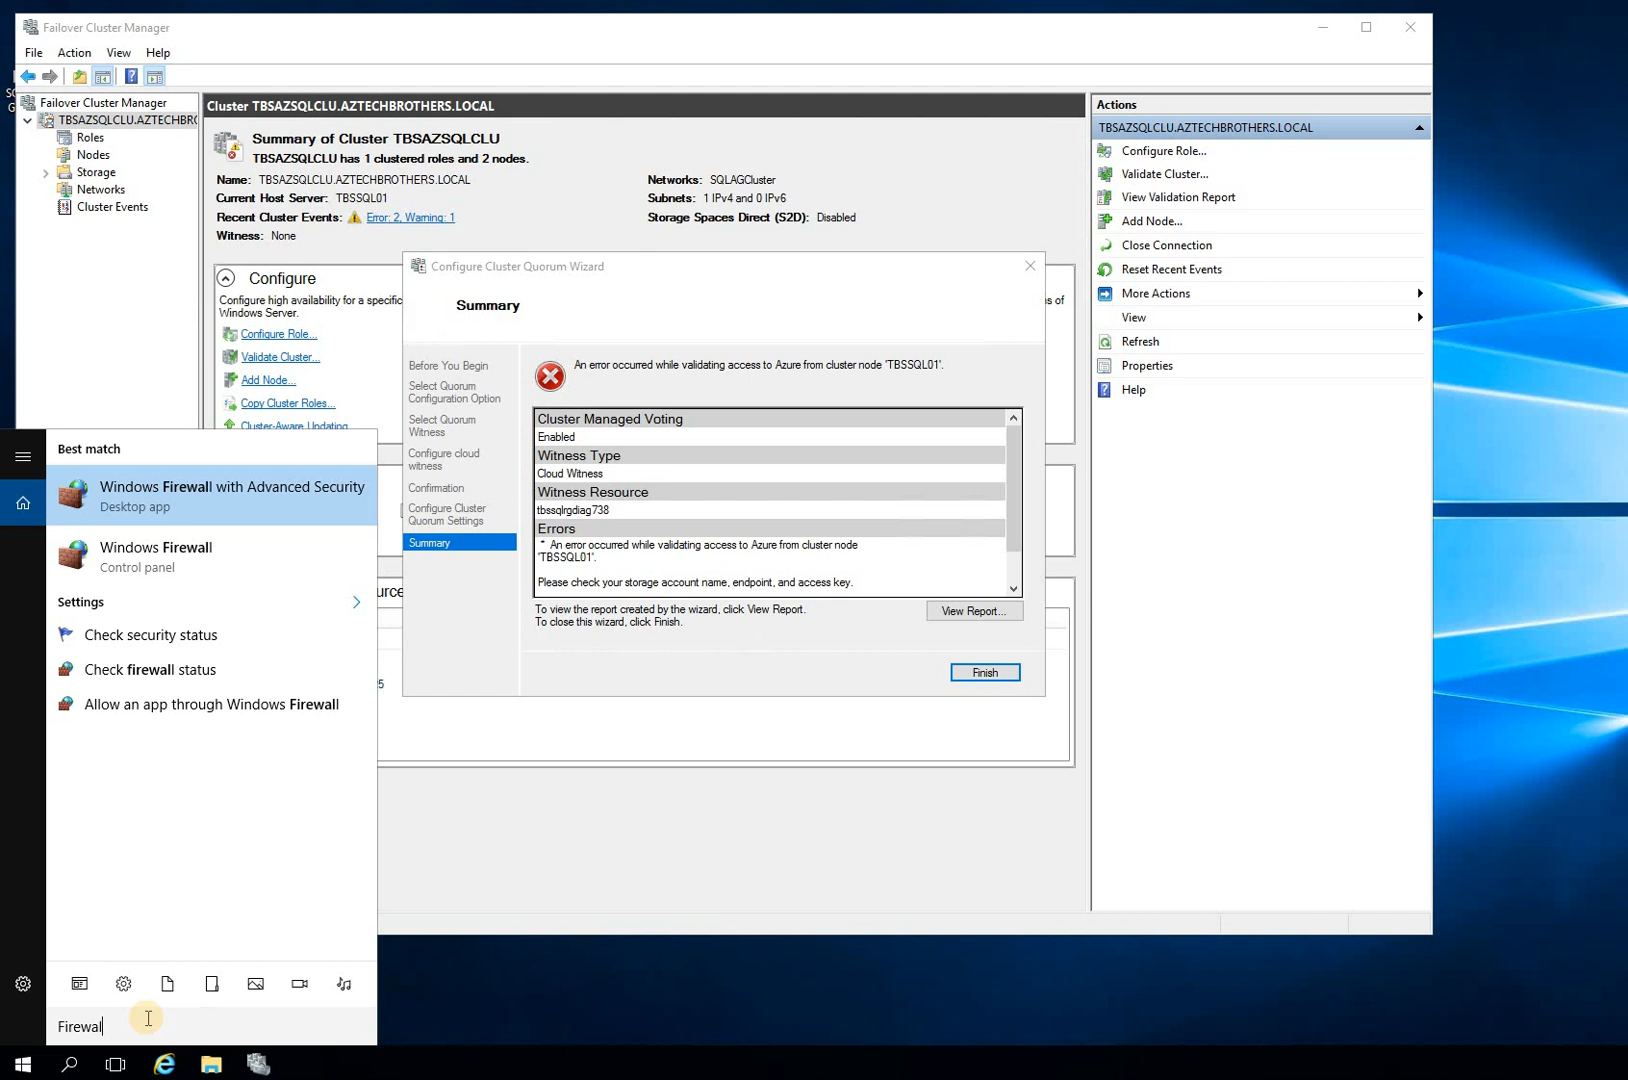 Failover Cluster Manager
File Action View Help
Failover Cluster Manager
TBSAZSQLCLU.AZTECHBR
Roles
Nodes
Storage
Networks
Cluster Events
Cluster TBSAZSQLCLU.AZTECHBROTHERS.LOCAL
Summary of Cluster TBSAZSQLCLU
TBSAZSQLCLU has 1 clustered roles and 2 nodes.
Name: TBSAZSQLCLU.AZTECHBROTHERS.LOCAL
Current Host Server: TBSSQL01
Recent Cluster Events: Error: 2, Warning: 1
Witness: None
Networks: SQLAGCluster
Subnets: 1 IPv4 and 0 IPv6
Storage Spaces Direct (S2D): Disabled
Configure
Configure high availability for a specific
ns of
Windows Server.
Configure Role...
Validate Cluster...
Add Node...
Copy Cluster Roles...
Cluster-Aware Updating
Configure Cluster Quorum Wizard
Summary
Before You Begin
Select Quorum
Configuration Option
Select Quorum
Witness
Configure cloud
witness
Confirmation
Configure Cluster
Quorum Settings
Summary
An error occurred while validating access to Azure from cluster node 'TBSSQL01'.
Cluster Managed Voting
Enabled
Witness Type
Cloud Witness
Witness Resource
tbssqlrgdiag738
Errors
* An error occurred while validating access to Azure from cluster node
'TBSSQL01'.
Please check your storage account name, endpoint, and access key.
To view the report created by the wizard, click View Report.
To close this wizard, click Finish.
View Report...
Finish
Actions
TBSAZSQLCLU.AZTECHBROTHERS.LOCAL
Configure Role...
Validate Cluster...
View Validation Report
Add Node...
Close Connection
Reset Recent Events
More Actions
View
Refresh
Properties
Help
Best match
Windows Firewall with Advanced Security
Desktop app
Windows Firewall
Control panel
Settings
Check security status
Check firewall status
Allow an app through Windows Firewall
Firewal